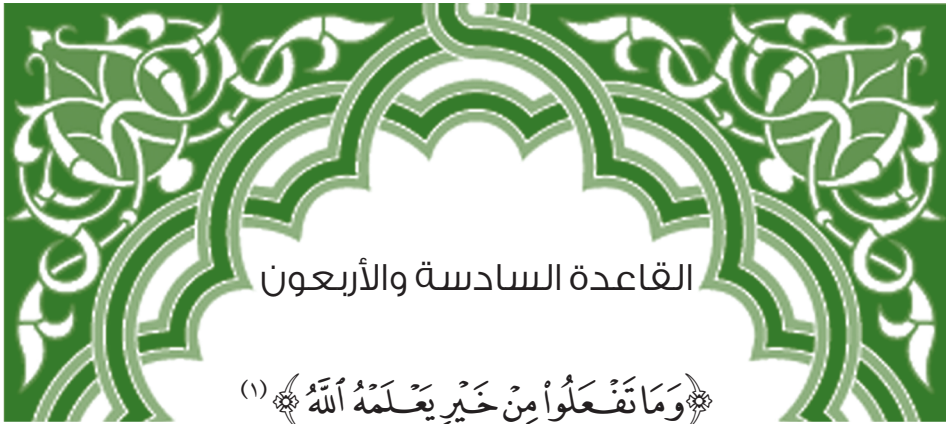 القاعدة السادسة والأربعون
﴿وَمَا تَفْعَلُوا۟ مِنْ خَيْرٍ يَعْلَمْهُ ٱللَّهُ﴾ (١)